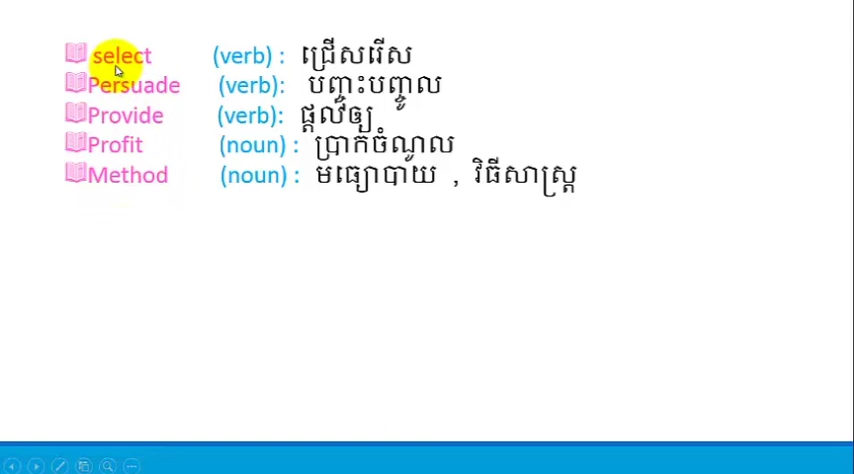 select (verb) : ជ្រើសរើស
Persuade (verb): បញ្ចុះបញ្ចូល
Provide (verb): ផ្តល់ឲ្យ
Profit (noun) : ប្រាក់ចំណូល
Method (noun) : មធ្យោបាយ , វិធីសាស្ត្រ